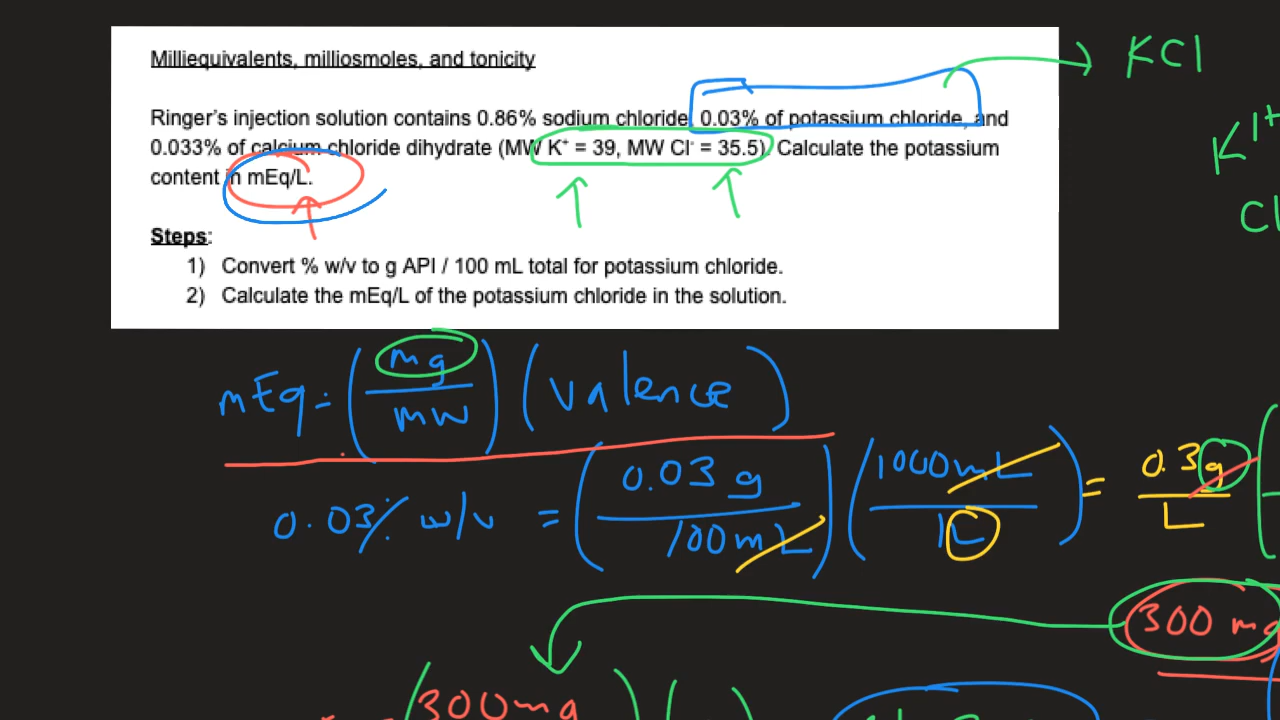 Milliequivalents, milliosmoles, and tonicity
Ringer's injection solution contains 0.86% sodium chloride, 0.03% of potassium chloride, and
0.033% of calcium chloride dihydrate (MW K⁺ = 39, MW Cl⁻ = 35.5). Calculate the potassium
content in mEq/L.
Steps:
1) Convert % w/v to g API / 100 mL total for potassium chloride.
2) Calculate the mEq/L of the potassium chloride in the solution.
KCl
K¹⁺
Cl
mEq = (mg / mw) (valence)
0.03% w/v = (0.03 g / 100 mL) (1000 mL / 1L) = 0.3 g / L
300 mg
300 mg